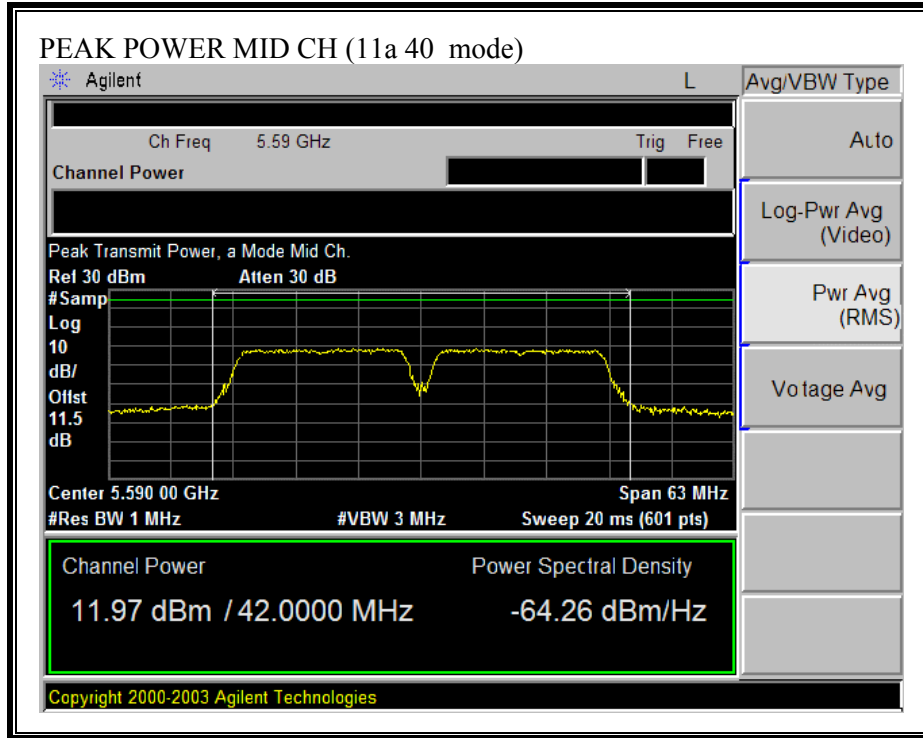 PEAK POWER MID CH (11a 40 mode)
Agilent L Avg/VBW Type
Ch Freq 5.59 GHz Trig Free
Channel Power
Auto
Log-Pwr Avg
(Video)
Pwr Avg
(RMS)
Vo tage Avg
Peak Transmit Power, a Mode Mid Ch.
Ref 30 dBm Atten 30 dB
#Samp
Log
10
dB/
Offst
11.5
dB
Center 5.590 00 GHz Span 63 MHz
#Res BW 1 MHz #VBW 3 MHz Sweep 20 ms (601 pts)
Channel Power Power Spectral Density
11.97 dBm / 42.0000 MHz -64.26 dBm/Hz
Copyright 2000-2003 Agilent Technologies